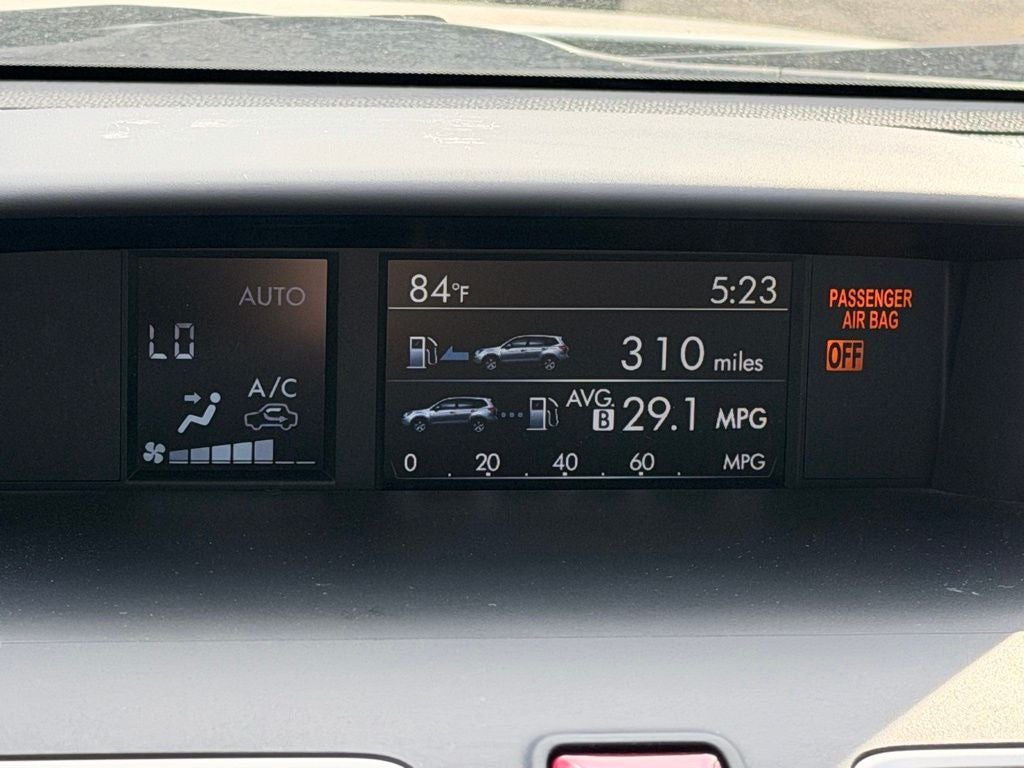 AUTO
LO
A/C
84°F 5:23
310 miles
AVG. B 29.1 MPG
0 20 40 60 MPG
PASSENGER
AIR BAG
OFF